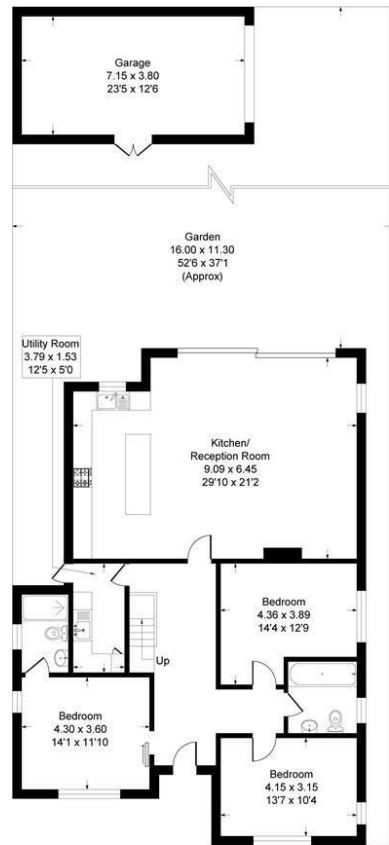 Garage
7.15 x 3.80
23'5 x 12'6
Garden
16.00 x 11.30
52'6 x 37'1
(Approx)
Utility Room
3.79 x 1.53
12'5 x 5'0
Kitchen/
Reception Room
9.09 x 6.45
29'10 x 21'2
Bedroom
4.36 x 3.89
14'4 x 12'9
Up
Bedroom
4.30 x 3.60
14'1 x 11'10
Bedroom
4.15 x 3.15
13'7 x 10'4